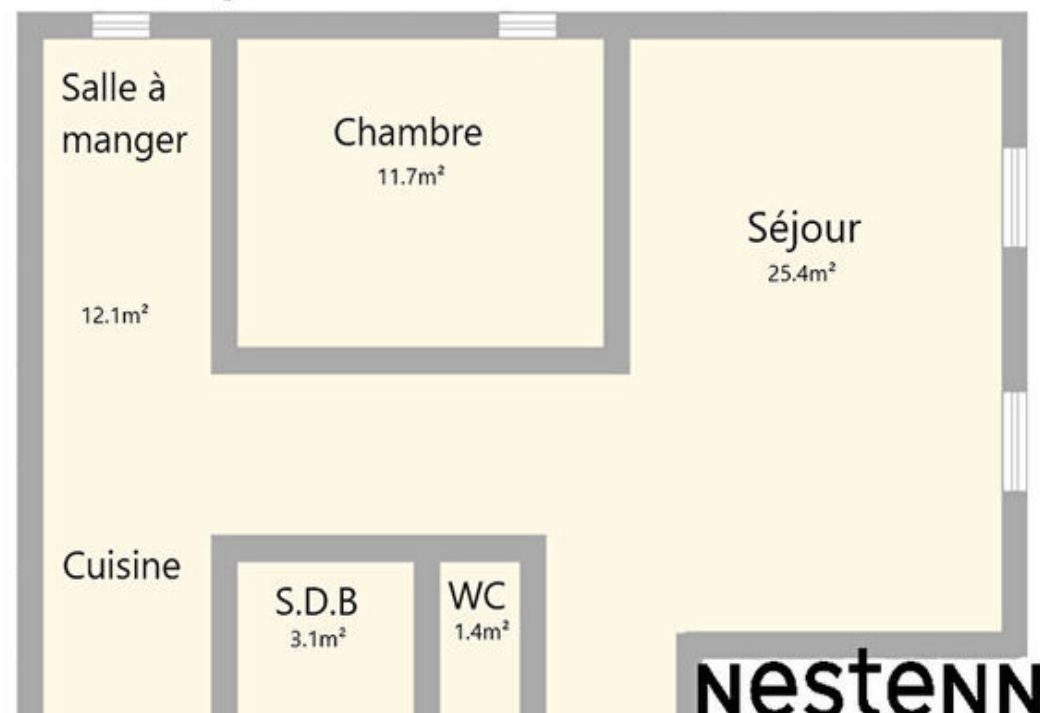 Salle à
manger
12.1m²
Chambre
11.7m²
Séjour
25.4m²
Cuisine
S.D.B
3.1m²
WC
1.4m²
NesteNN